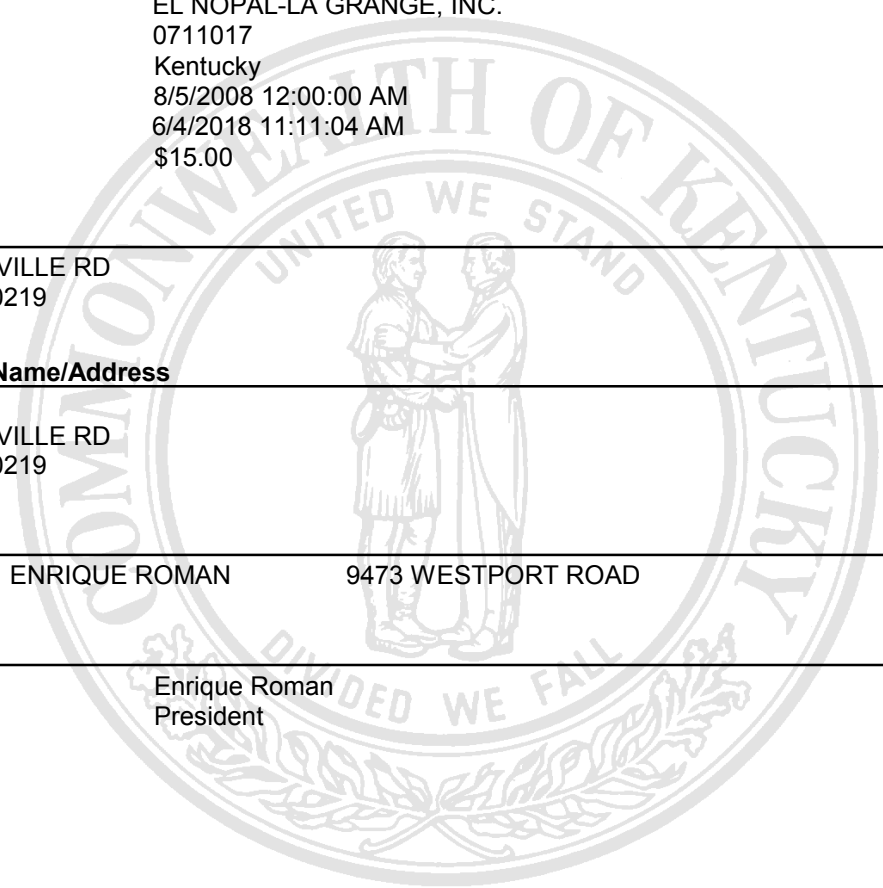 EL NOPAL-LA GRANGE, INC.
0711017
Kentucky
8/5/2008 12:00:00 AM
6/4/2018 11:11:04 AM
$15.00
VILLE RD
0219
Name/Address
VILLE RD
0219
ENRIQUE ROMAN 9473 WESTPORT ROAD
Enrique Roman
President
COMMONWEALTH OF KENTUCKY
UNITED WE STAND
DIVIDED WE FALL